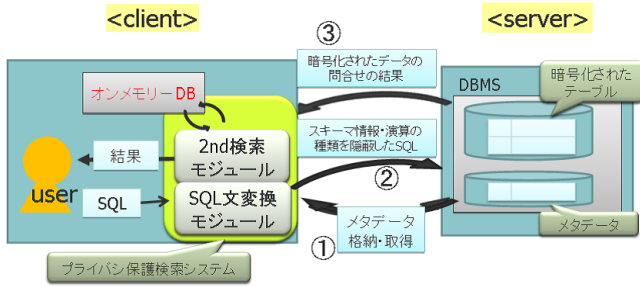 <client>
<server>
③
暗号化されたデータの
問合せの結果
DBMS
暗号化された
テーブル
オンメモリーDB
2nd検索
モジュール
結果
user
SQL
SQL文変換
モジュール
スキーマ情報・演算の
種類を隠蔽したSQL
②
①
メタデータ
格納・取得
メタデータ
プライバシ保護検索システム